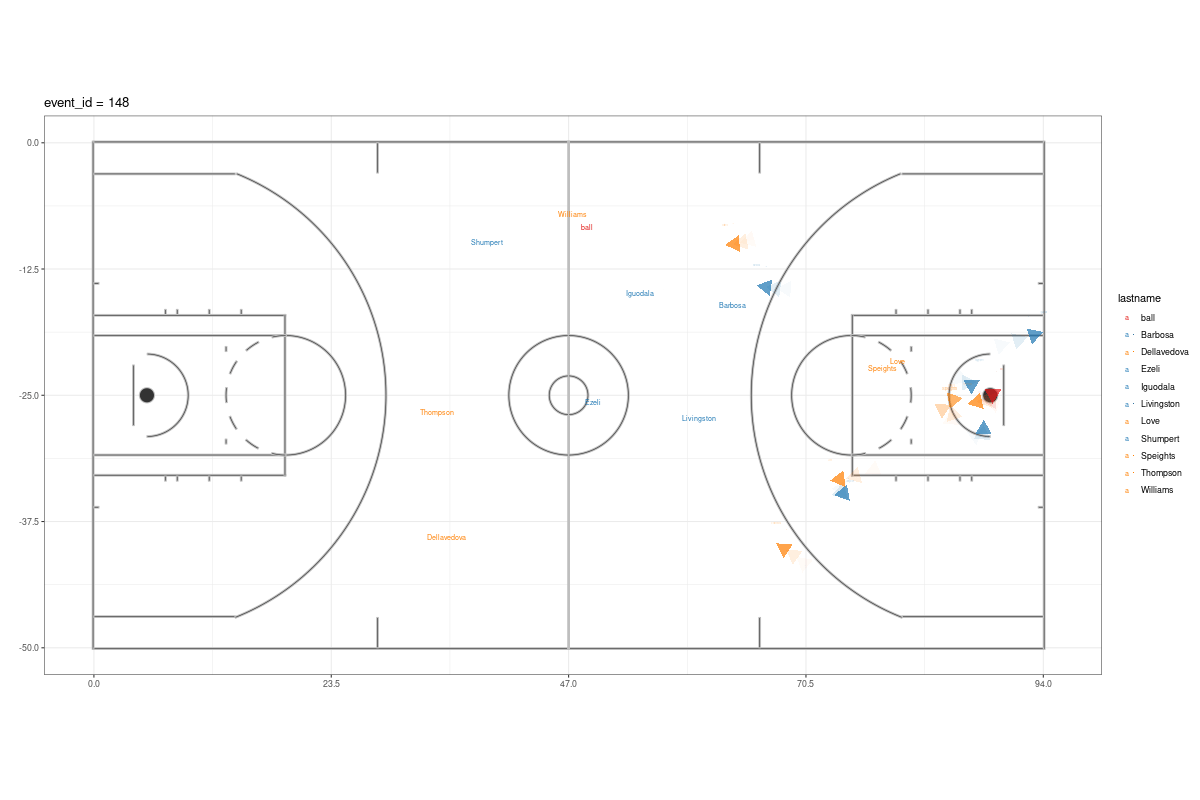 event_id = 148
0.0
-12.5
-25.0
-37.5
-50.0
Williams
ball
Shumpert
Iguodala
Barbosa
Love
Speights
Ezeli
Thompson
Livingston
Dellavedova
0.0
23.5
47.0
70.5
94.0
lastname
a ball
a Barbosa
a Dellavedova
a Ezeli
a Iguodala
a Livingston
a Love
a Shumpert
a Speights
a Thompson
a Williams